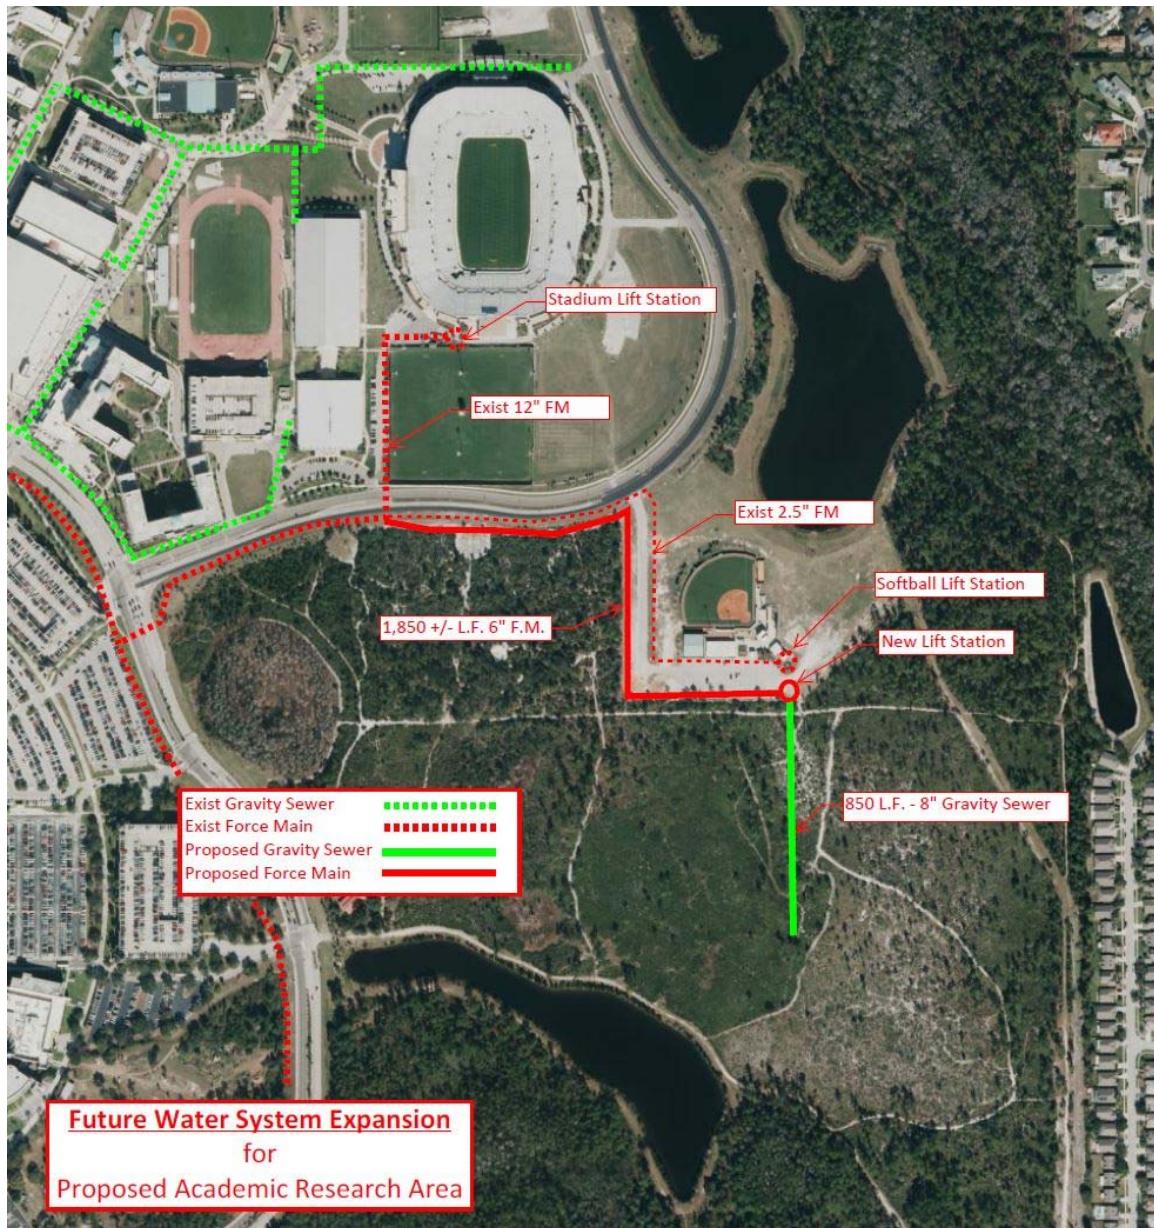 Stadium Lift Station
Exist 12" FM
Exist 2.5" FM
Softball Lift Station
1,850 +/- L.F. 6" F.M.
New Lift Station
850 L.F. - 8" Gravity Sewer
Exist Gravity Sewer
Exist Force Main
Proposed Gravity Sewer
Proposed Force Main
Future Water System Expansion
for
Proposed Academic Research Area